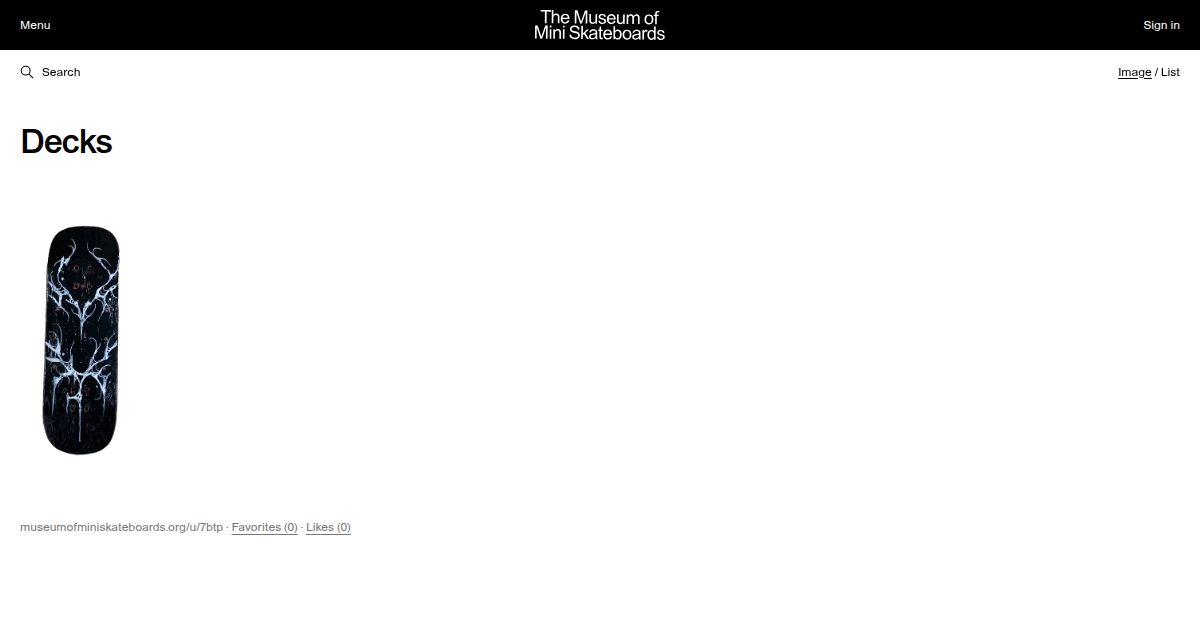 Menu
The Museum of
Mini Skateboards
Sign in
Search
Image / List
Decks
museumofminiskateboards.org/u/7btp · Favorites (0) · Likes (0)